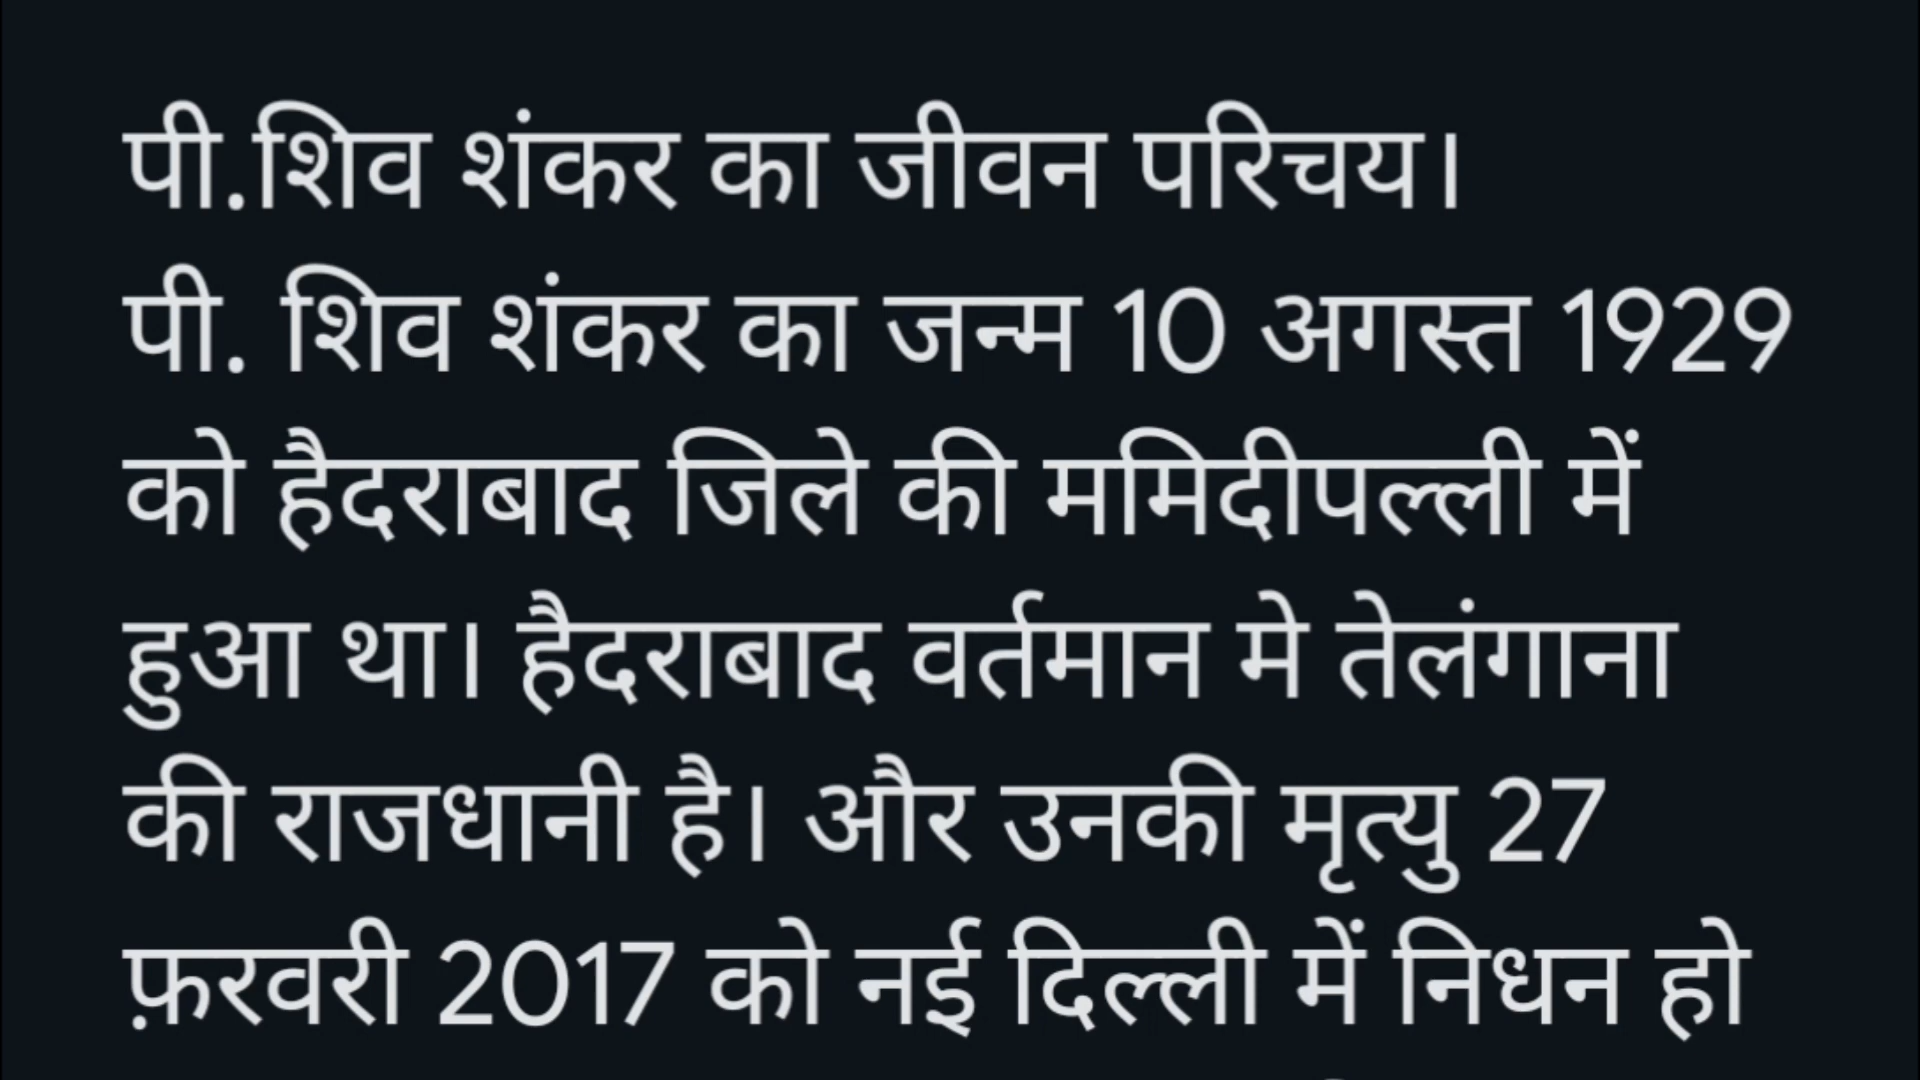 पी.शिव शंकर का जीवन परिचय।
पी. शिव शंकर का जन्म 10 अगस्त 1929
को हैदराबाद जिले की ममिदीपल्ली में
हुआ था। हैदराबाद वर्तमान मे तेलंगाना
की राजधानी है। और उनकी मृत्यु 27
फ़रवरी 2017 को नई दिल्ली में निधन हो